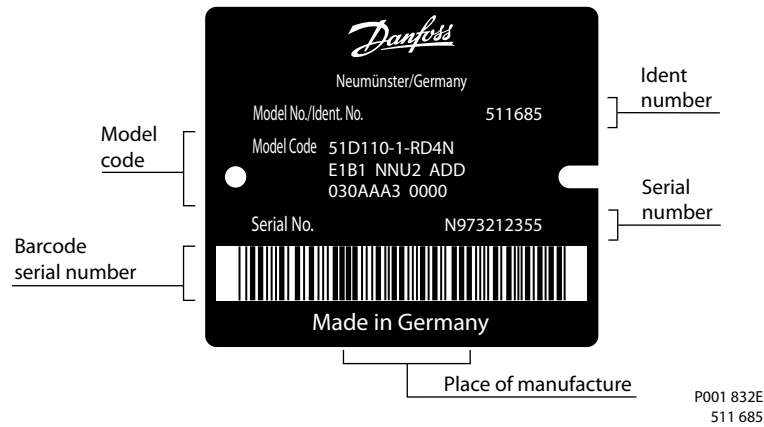 Danfoss
Neumünster/Germany
Model No./Ident. No. 511685
Model Code 51D110-1-RD4N
E1B1 NNU2 ADD
030AAA3 0000
Serial No. N973212355
Made in Germany
Ident
number
Model
code
Serial
number
Barcode
serial number
Place of manufacture
P001 832E
511 685